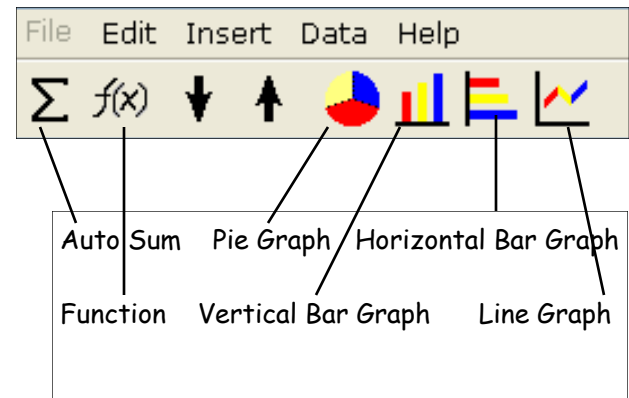 File Edit Insert Data Help
Σ f(x)
Auto Sum Pie Graph Horizontal Bar Graph
Function Vertical Bar Graph Line Graph